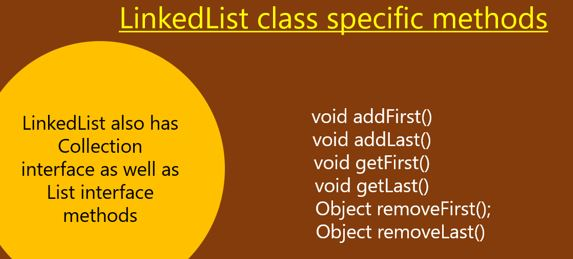 LinkedList class specific methods
LinkedList also has
Collection
interface as well as
List interface
methods
void addFirst()
void addLast()
void getFirst()
void getLast()
Object removeFirst();
Object removeLast()